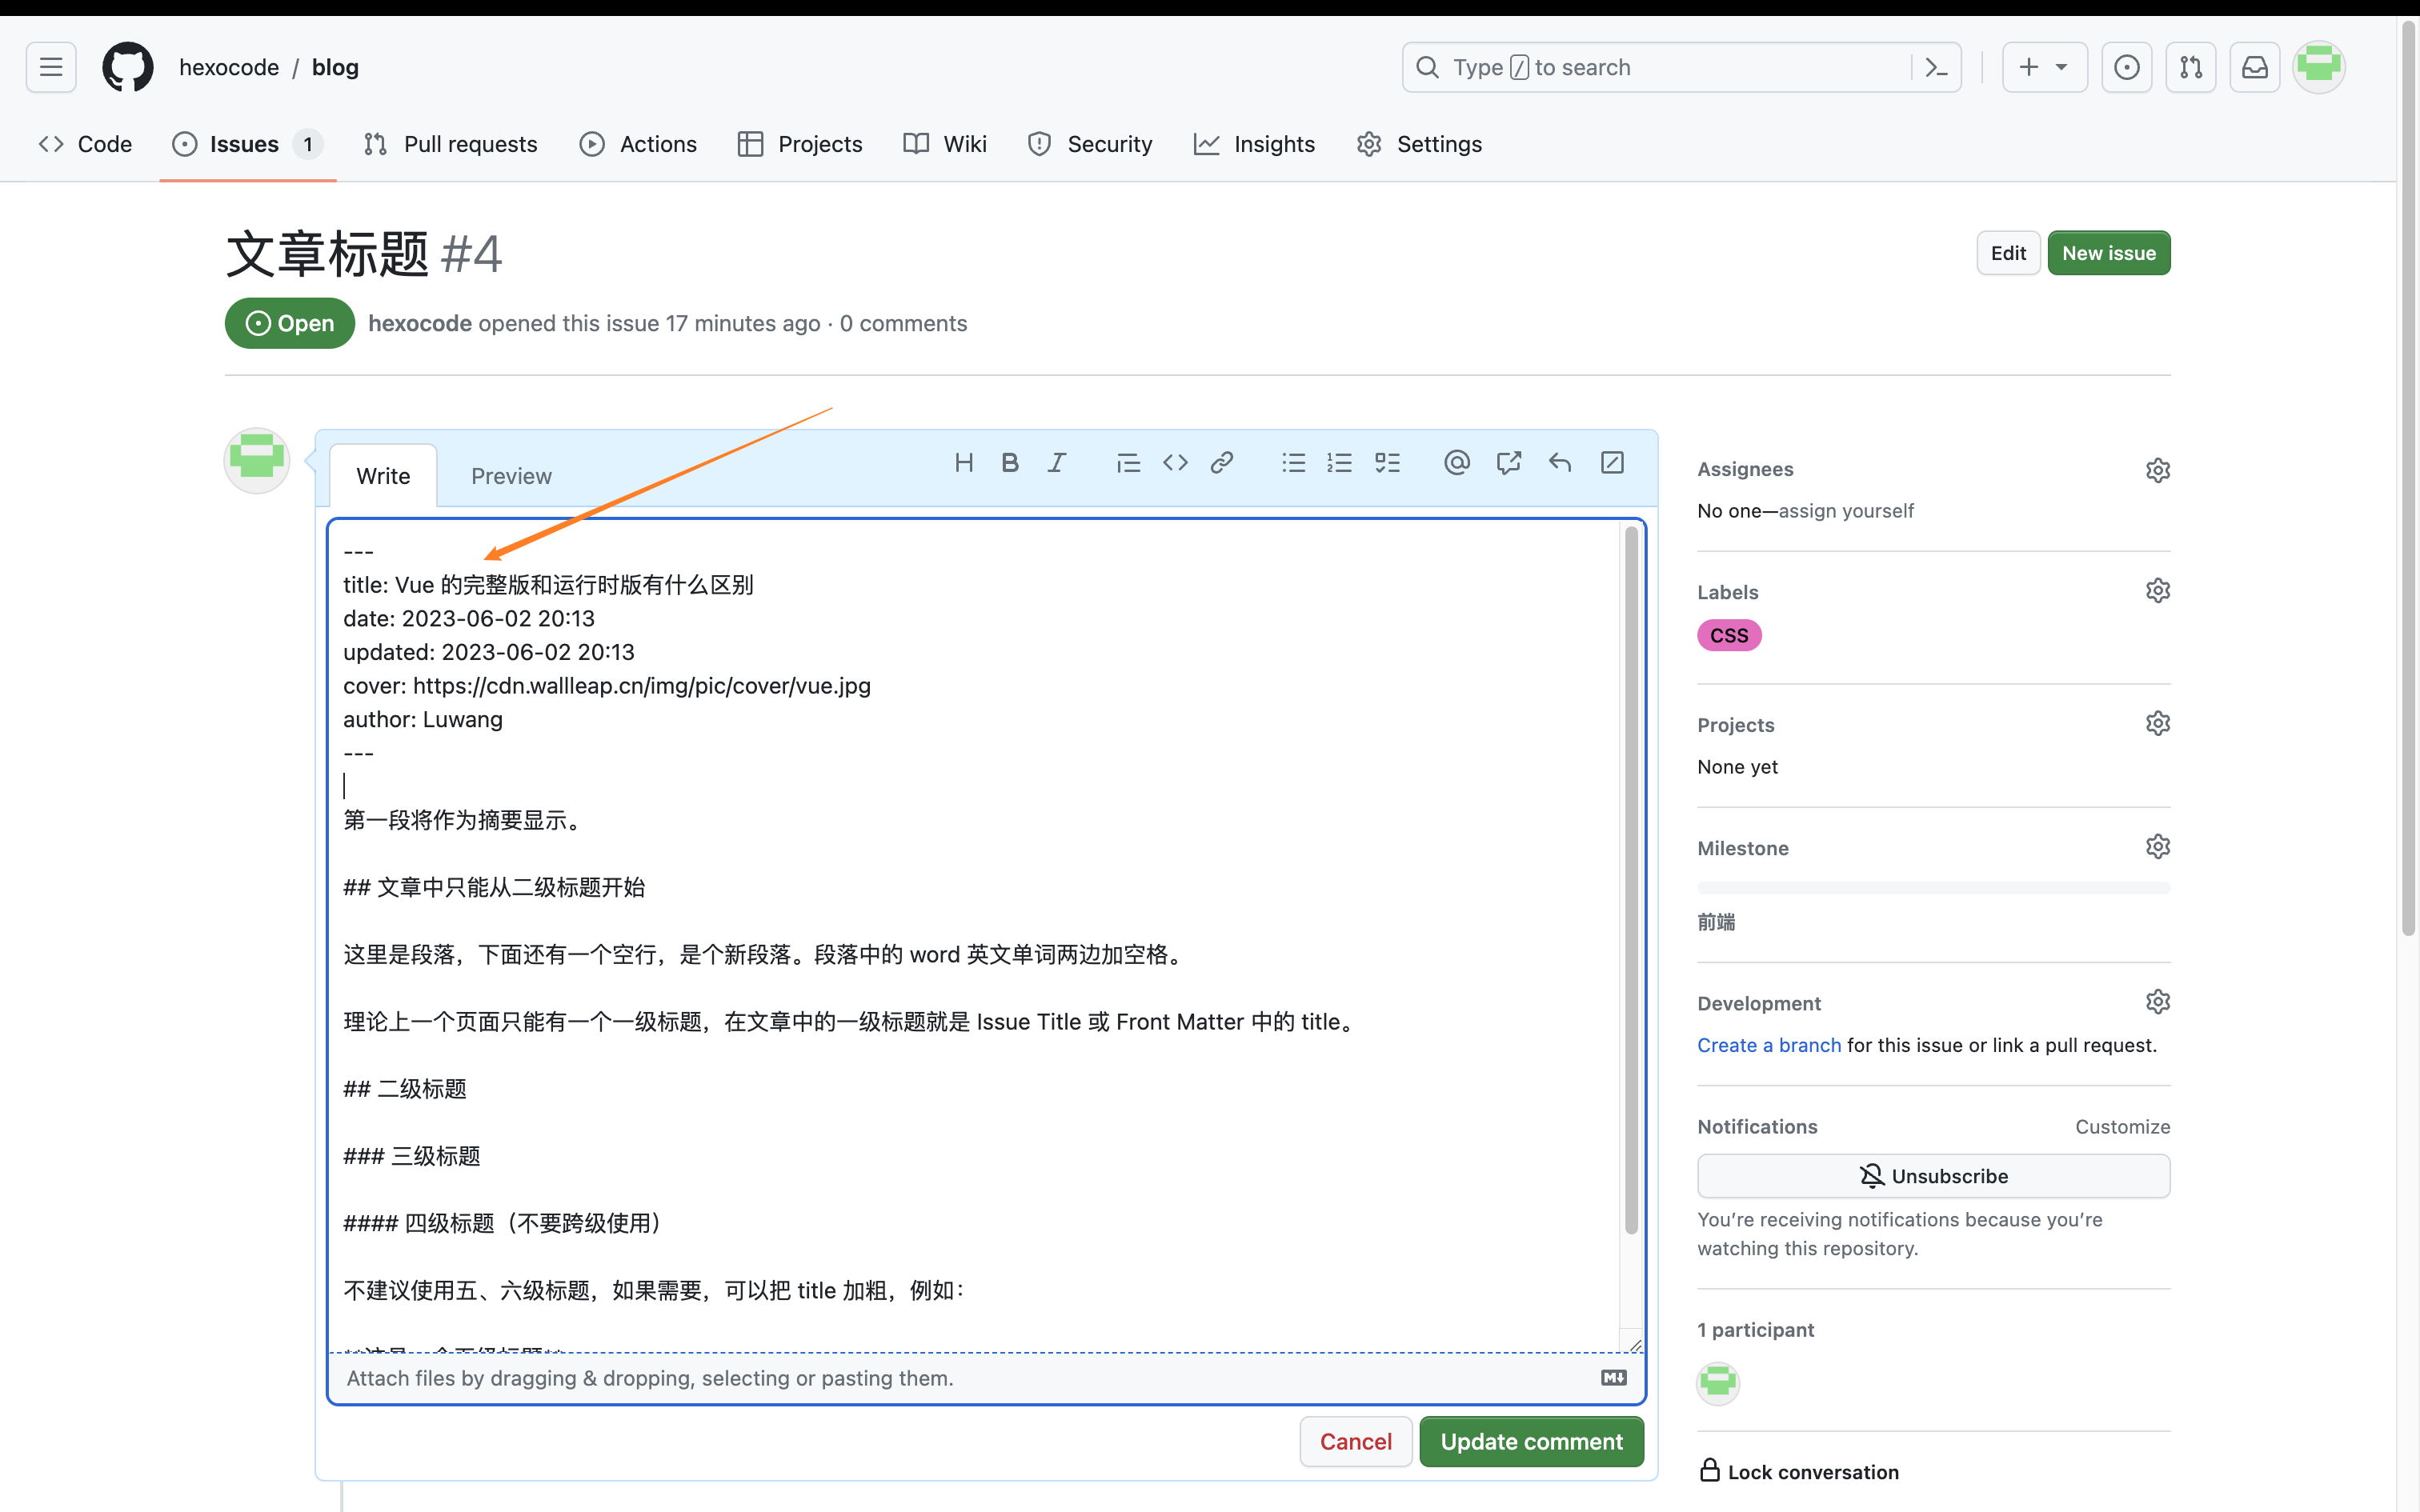 hexocode / blog
Type / to search
Code
Issues 1
Pull requests
Actions
Projects
Wiki
Security
Insights
Settings
文章标题 #4
Edit
New issue
Open
hexocode opened this issue 17 minutes ago · 0 comments
Write
Preview
---
title: Vue 的完整版和运行时版有什么区别
date: 2023-06-02 20:13
updated: 2023-06-02 20:13
cover: https://cdn.wallleap.cn/img/pic/cover/vue.jpg
author: Luwang
---
第一段将作为摘要显示。
## 文章中只能从二级标题开始
这里是段落，下面还有一个空行，是个新段落。段落中的 word 英文单词两边加空格。
理论上一个页面只能有一个一级标题，在文章中的一级标题就是 Issue Title 或 Front Matter 中的 title。
## 二级标题
### 三级标题
#### 四级标题（不要跨级使用）
不建议使用五、六级标题，如果需要，可以把 title 加粗，例如：
Attach files by dragging & dropping, selecting or pasting them.
Cancel
Update comment
Assignees
No one—assign yourself
Labels
CSS
Projects
None yet
Milestone
前端
Development
Create a branch for this issue or link a pull request.
Notifications
Customize
Unsubscribe
You're receiving notifications because you're
watching this repository.
1 participant
Lock conversation